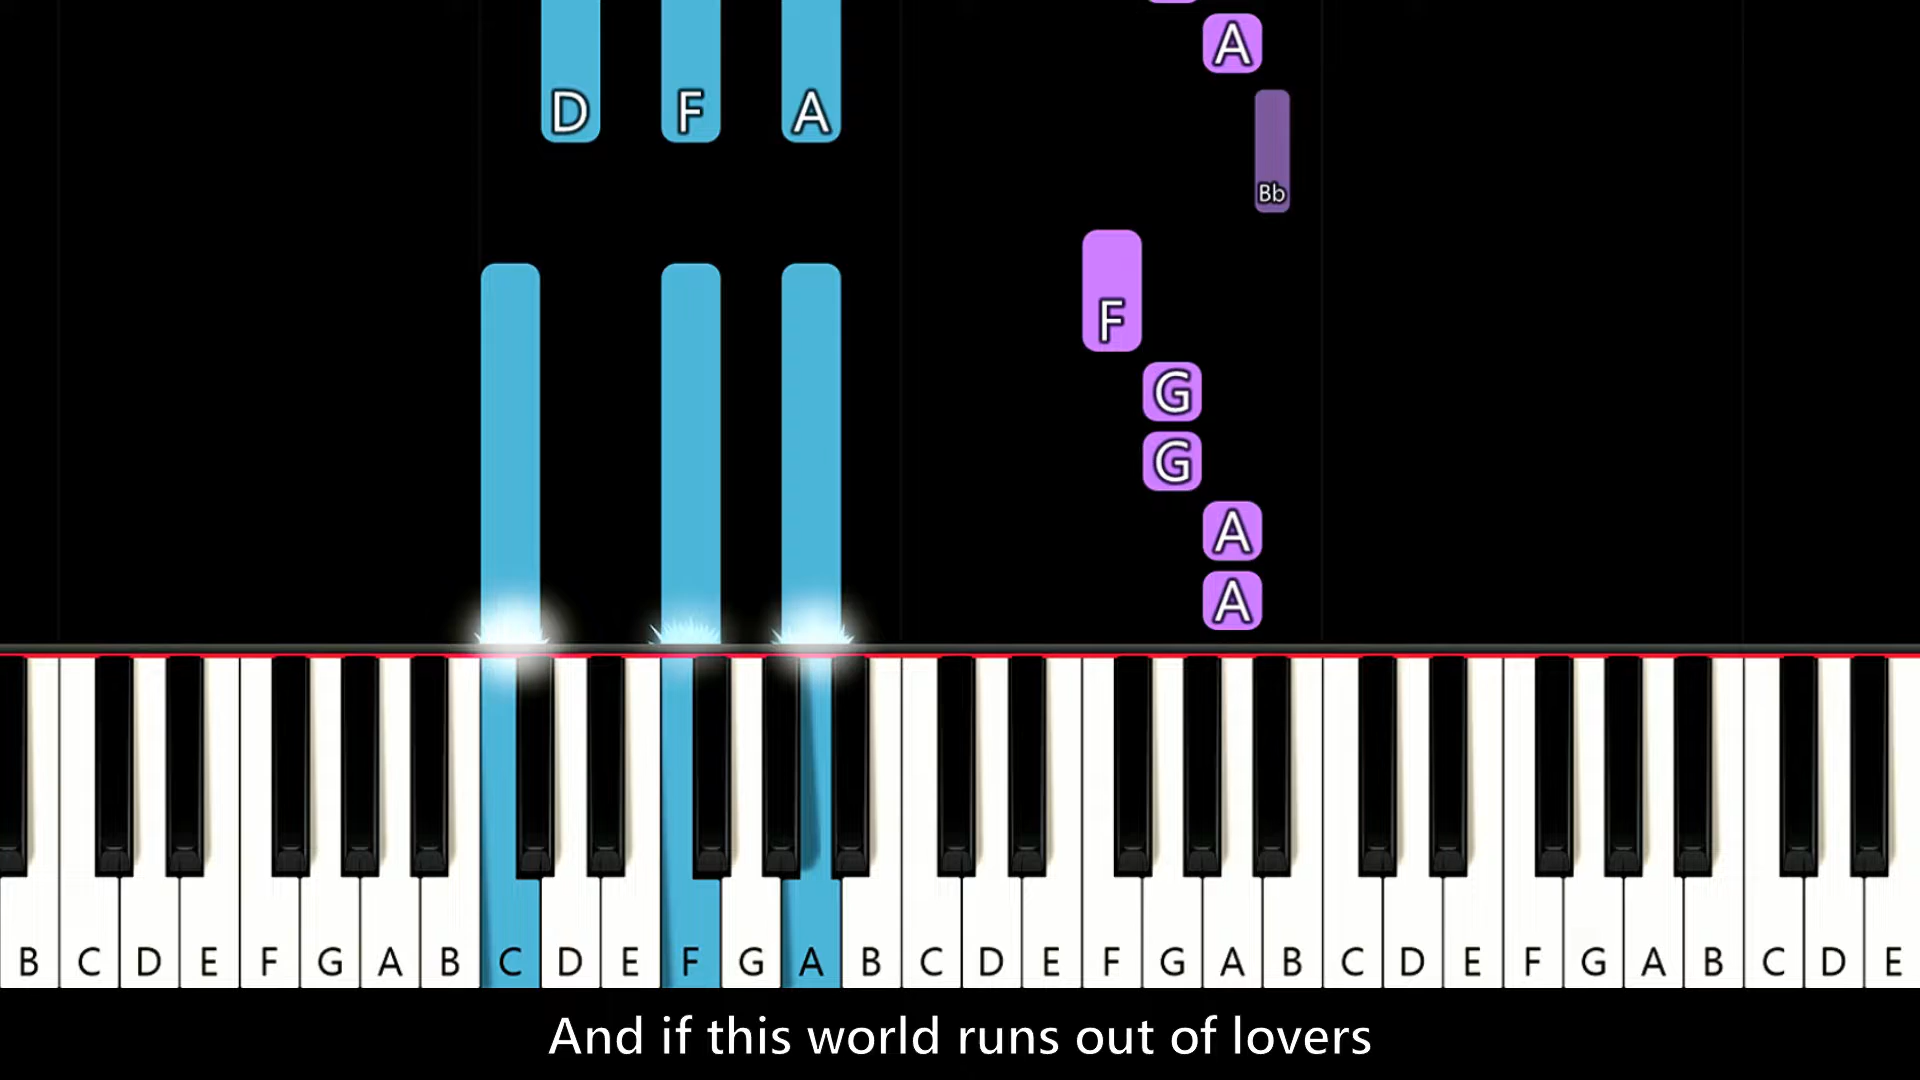 A
D F A
Bb
F
G
G
A
A
B C D E F G A B C D E F G A B C D E F G A B C D E F G A B C D E
And if this world runs out of lovers